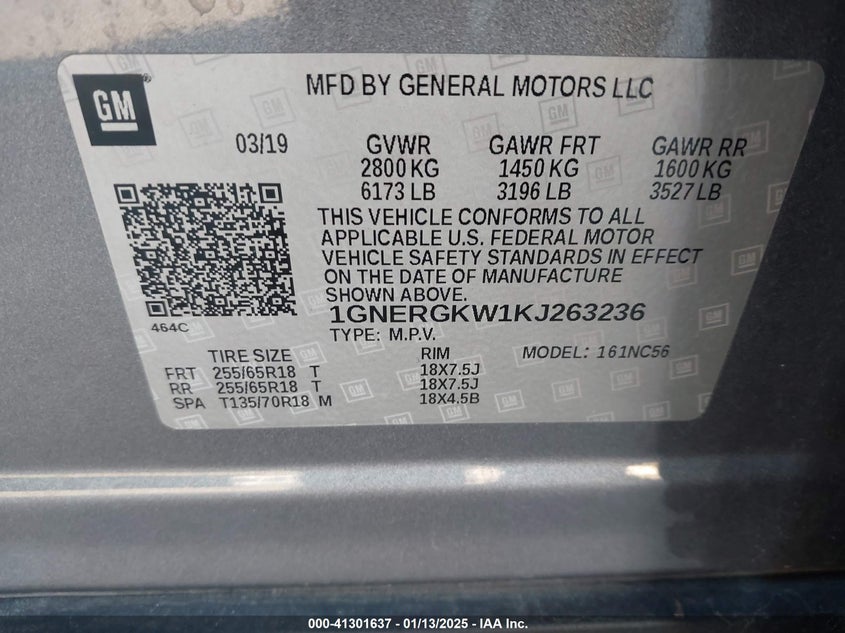 GM
MFD BY GENERAL MOTORS LLC
03/19 GVWR GAWR FRT GAWR RR
2800 KG 1450 KG 1600 KG
6173 LB 3196 LB 3527 LB
THIS VEHICLE CONFORMS TO ALL
APPLICABLE U.S. FEDERAL MOTOR
VEHICLE SAFETY STANDARDS IN EFFECT
ON THE DATE OF MANUFACTURE
SHOWN ABOVE.
1GNERGKW1KJ263236
464C
TYPE: M.P.V.
TIRE SIZE RIM MODEL: 161NC56
FRT 255/65R18 T 18X7.5J
RR 255/65R18 T 18X7.5J
SPA T135/70R18 M 18X4.5B
000-41301637 - 01/13/2025 - IAA Inc.